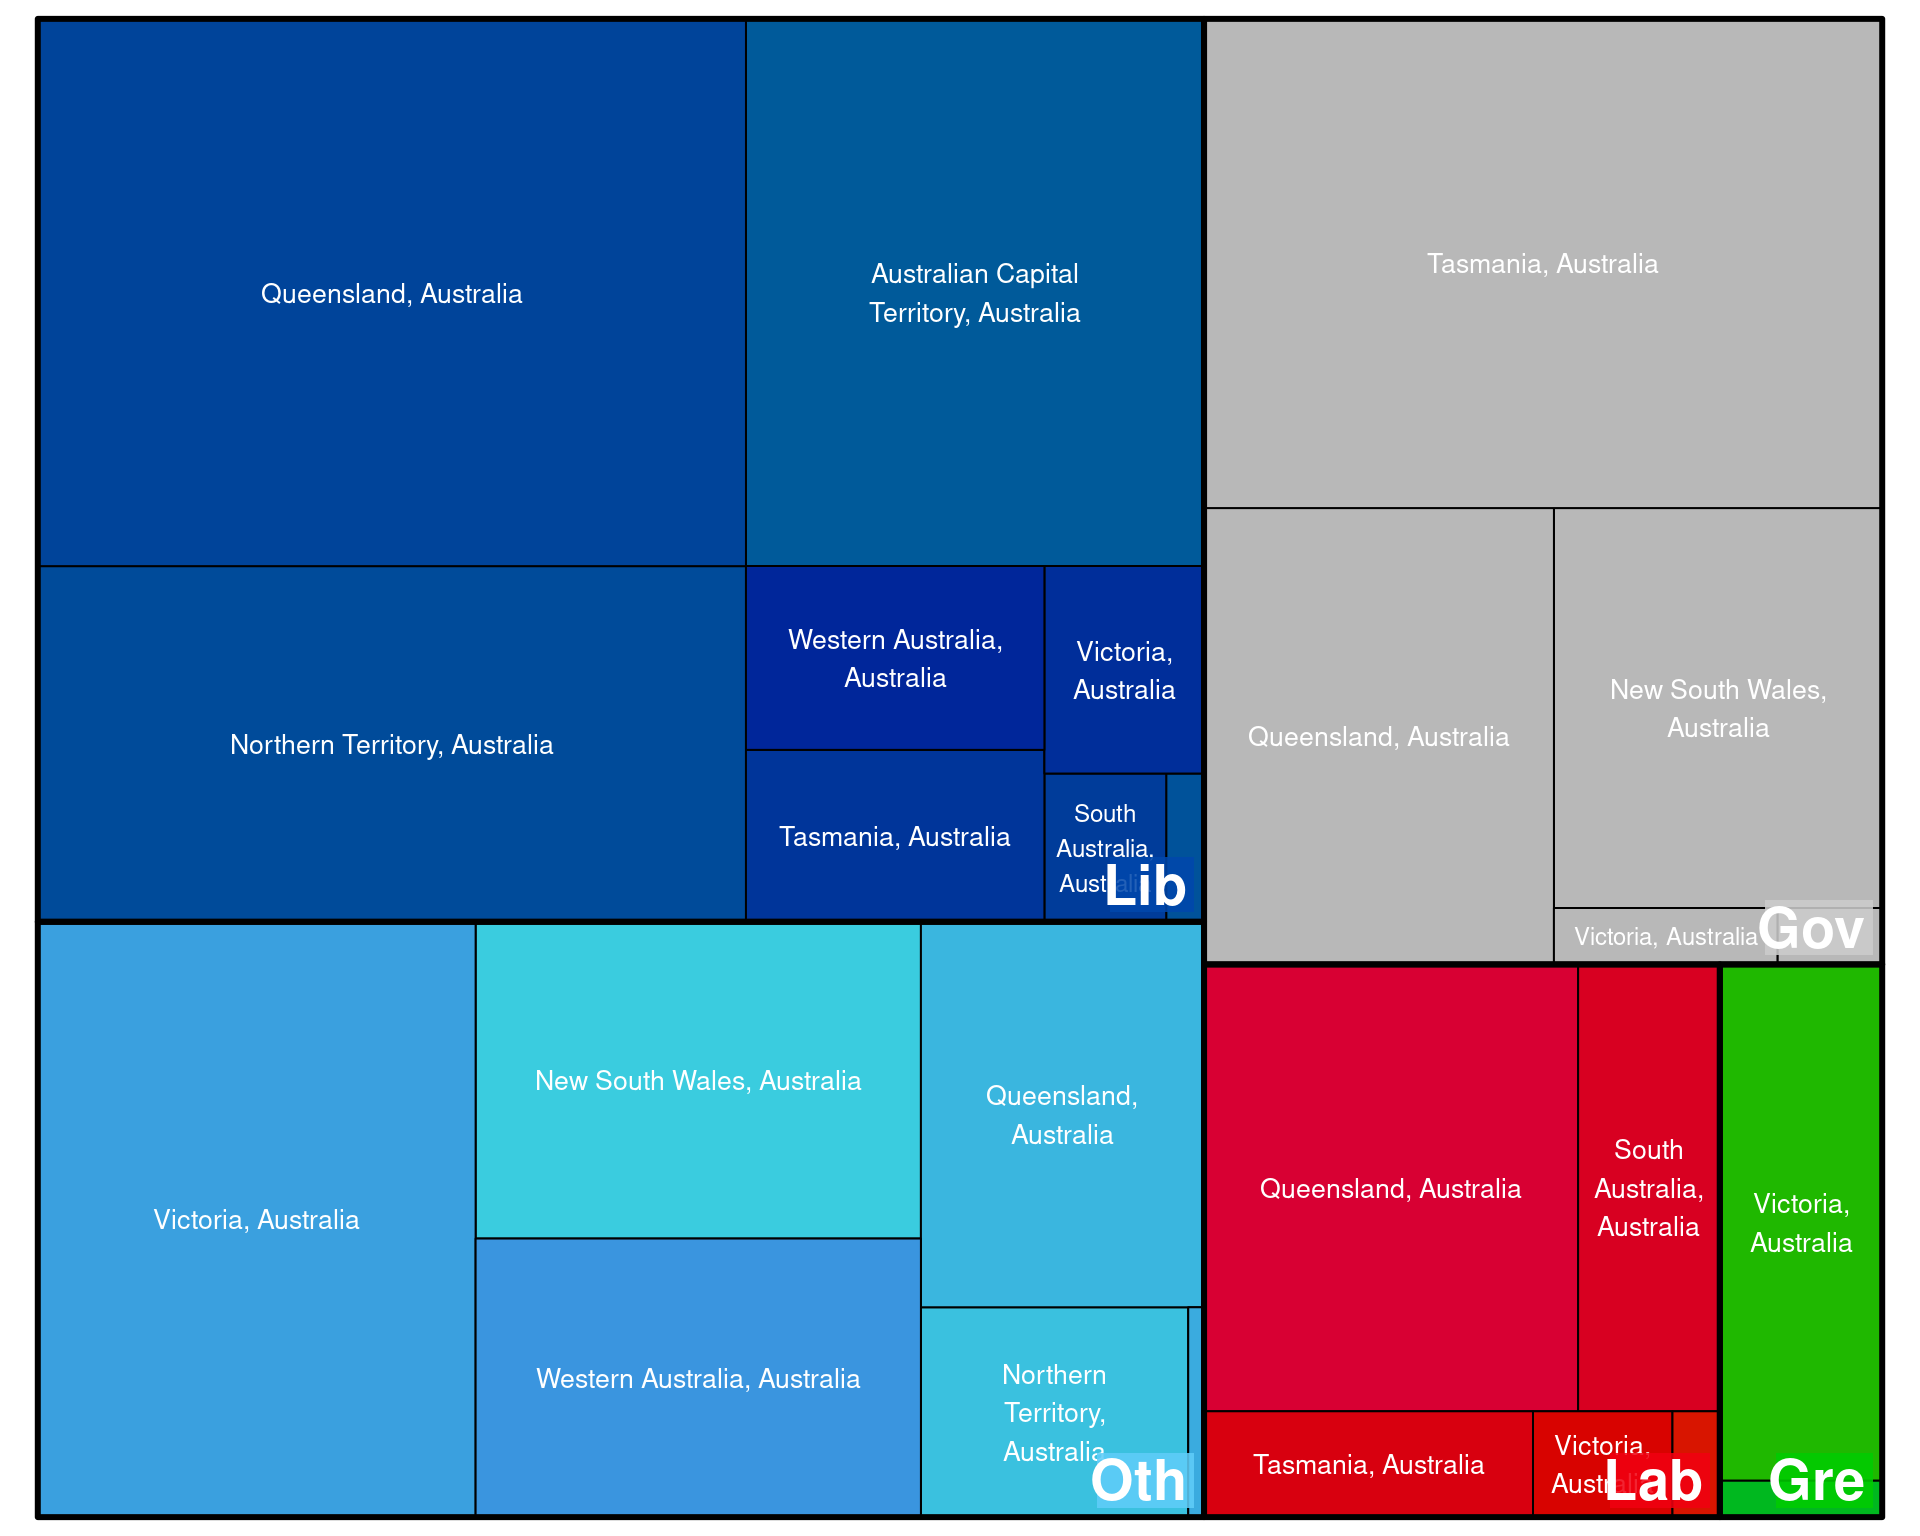 Queensland, Australia
Australian Capital
Territory, Australia
Northern Territory, Australia
Western Australia,
Australia
Victoria,
Australia
Tasmania, Australia
South
Australia,
Australia
Lib
Tasmania, Australia
Queensland, Australia
New South Wales,
Australia
Victoria, Australia
Gov
Victoria, Australia
New South Wales, Australia
Western Australia, Australia
Queensland,
Australia
Northern
Territory,
Australia
Oth
Queensland, Australia
South
Australia,
Australia
Tasmania, Australia
Victoria,
Australia
Lab
Victoria,
Australia
Gre